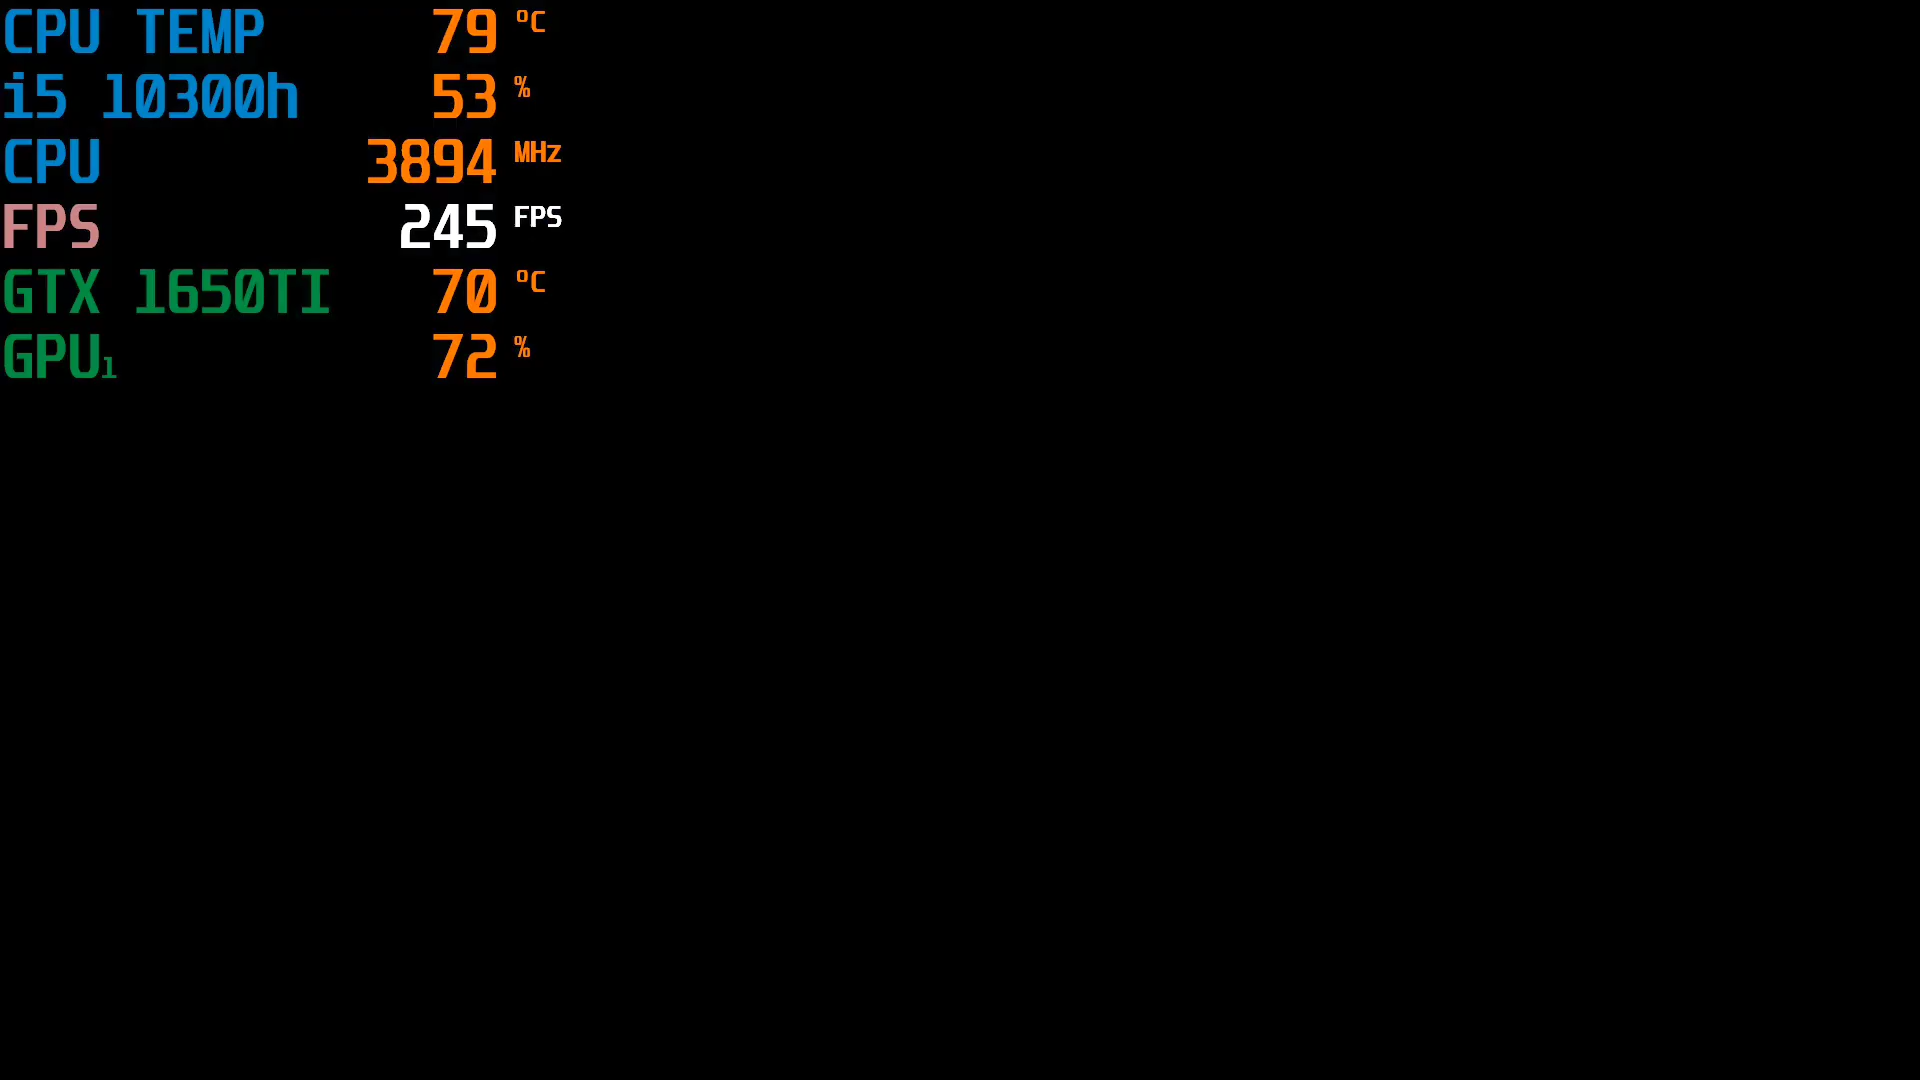 CPU TEMP 79 °C
i5 10300h 53 %
CPU 3894 MHz
FPS 245 FPS
GTX 1650TI 70 °C
GPU1 72 %